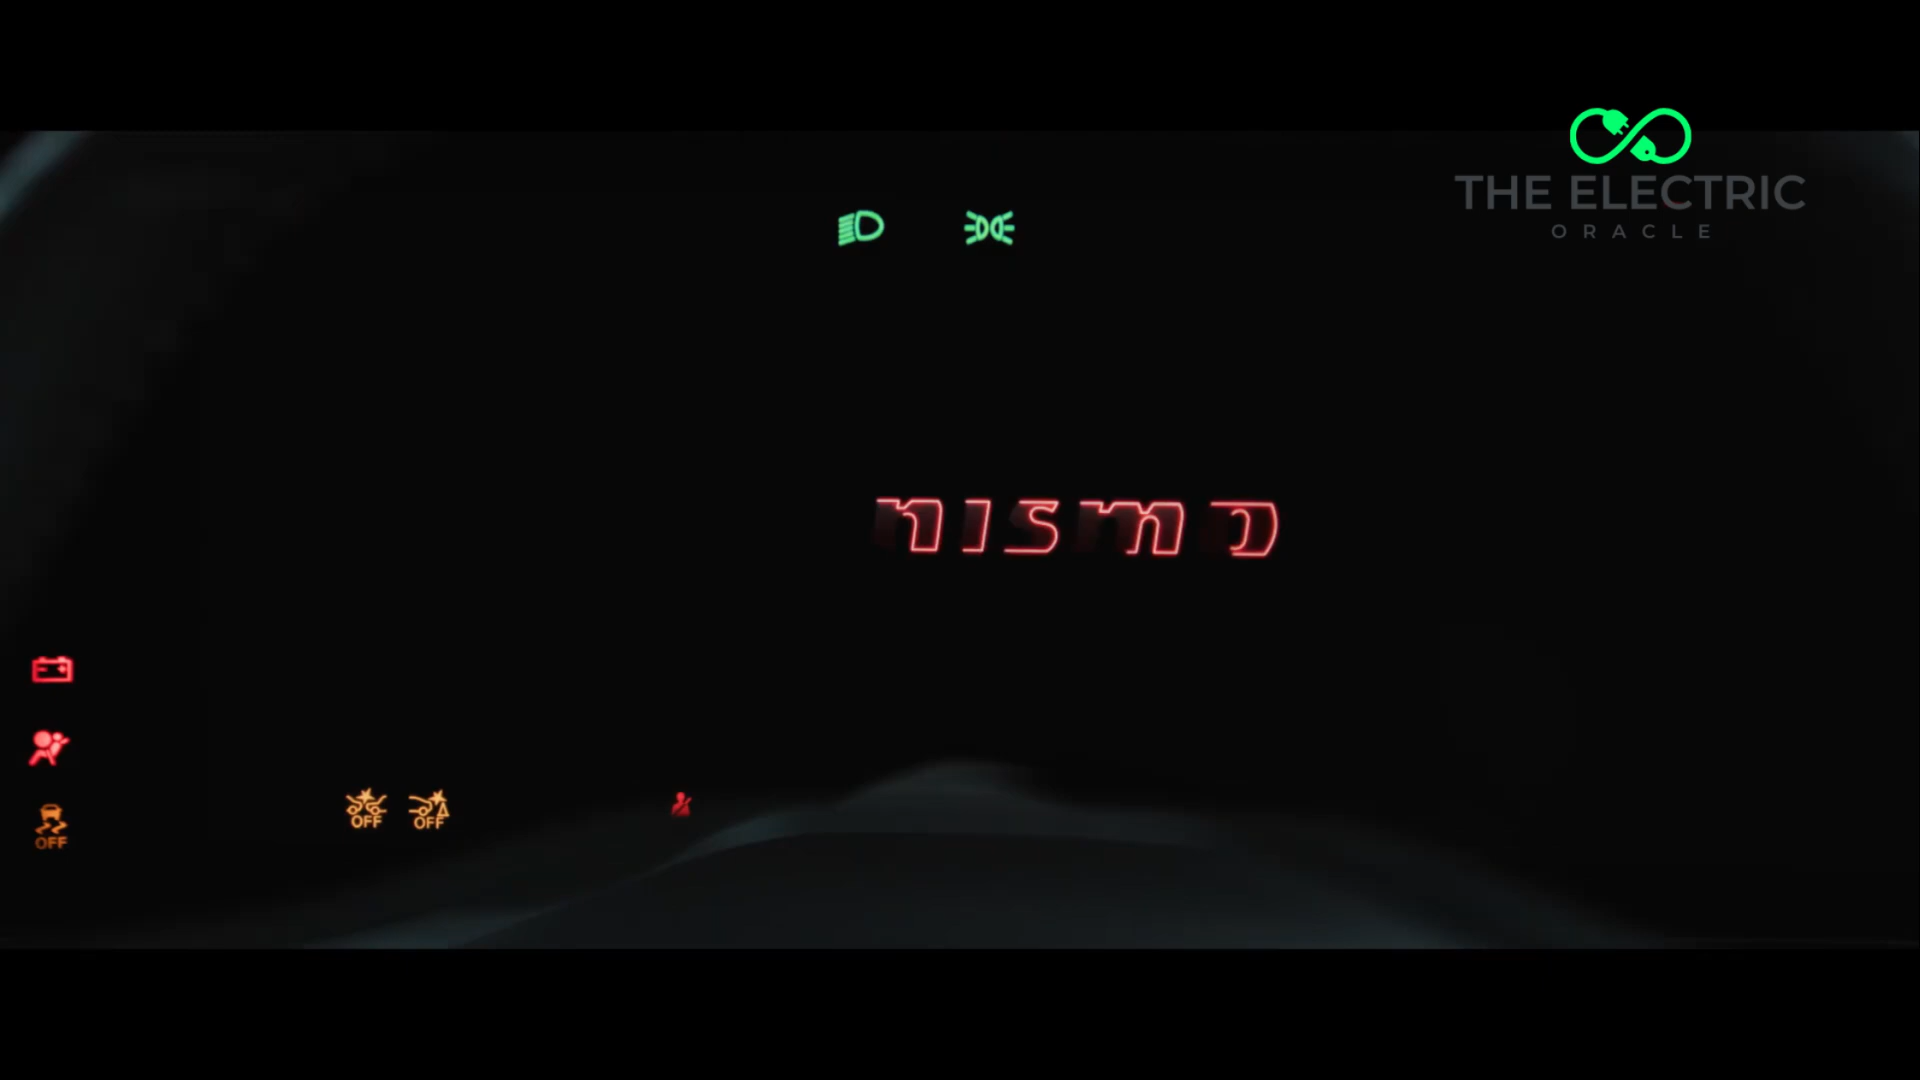 THE ELECTRIC
ORACLE
nismo
OFF
OFF
OFF